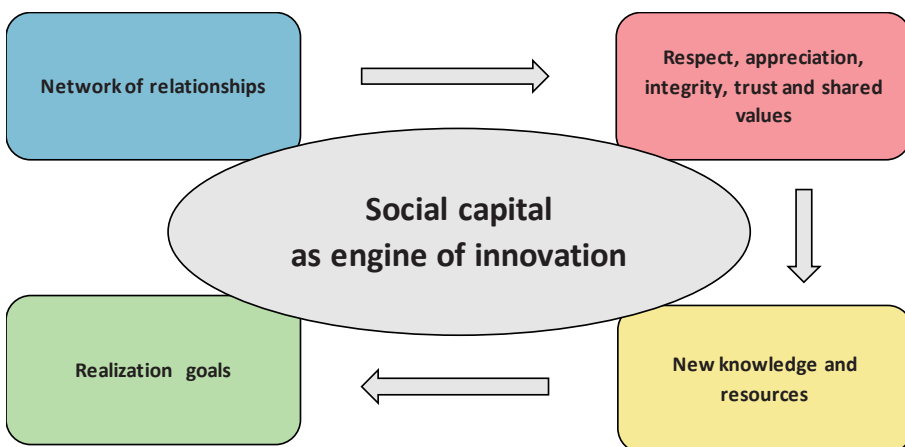 Network of relationships
Respect, appreciation,
integrity, trust and shared
values
Social capital
as engine of innovation
Realization goals
New knowledge and
resources